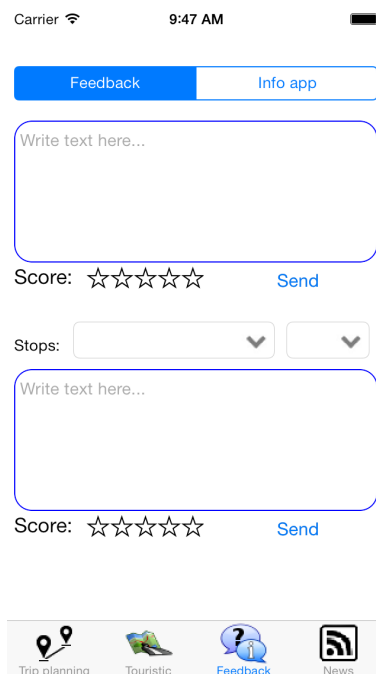 Carrier 9:47 AM
Feedback Info app
Write text here...
Score: Send
Stops:
Write text here...
Score: Send
Trip planning Touristic Feedback News